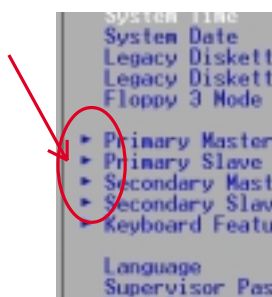 System Time
System Date
Legacy Diskett
Legacy Diskett
Floppy 3 Mode
Primary Master
Primary Slave
Secondary Mast
Secondary Slav
Keyboard Featu
Language
Supervisor Pas